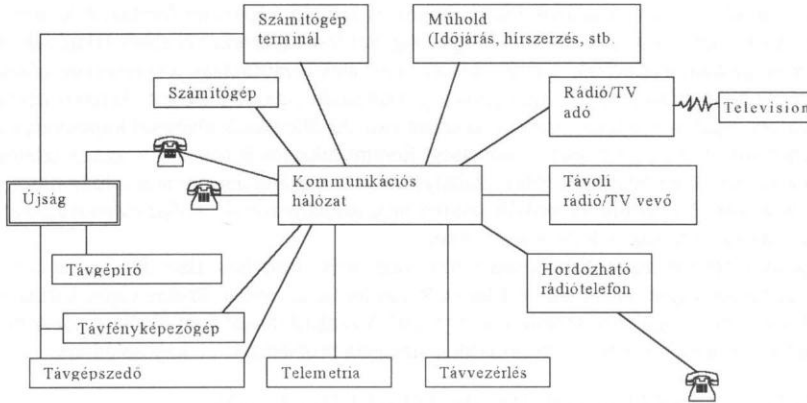 Számítógép
terminál
Műhold
(Időjárás, hírszerzés, stb.
Számítógép
Rádió/TV
adó
Television
Újság
Kommunikációs
hálózat
Távoli
rádió/TV vevő
Távgépíró
Hordozható
rádiótelefon
Távfényképezőgép
Távgépszedő
Telemetria
Távvezérlés